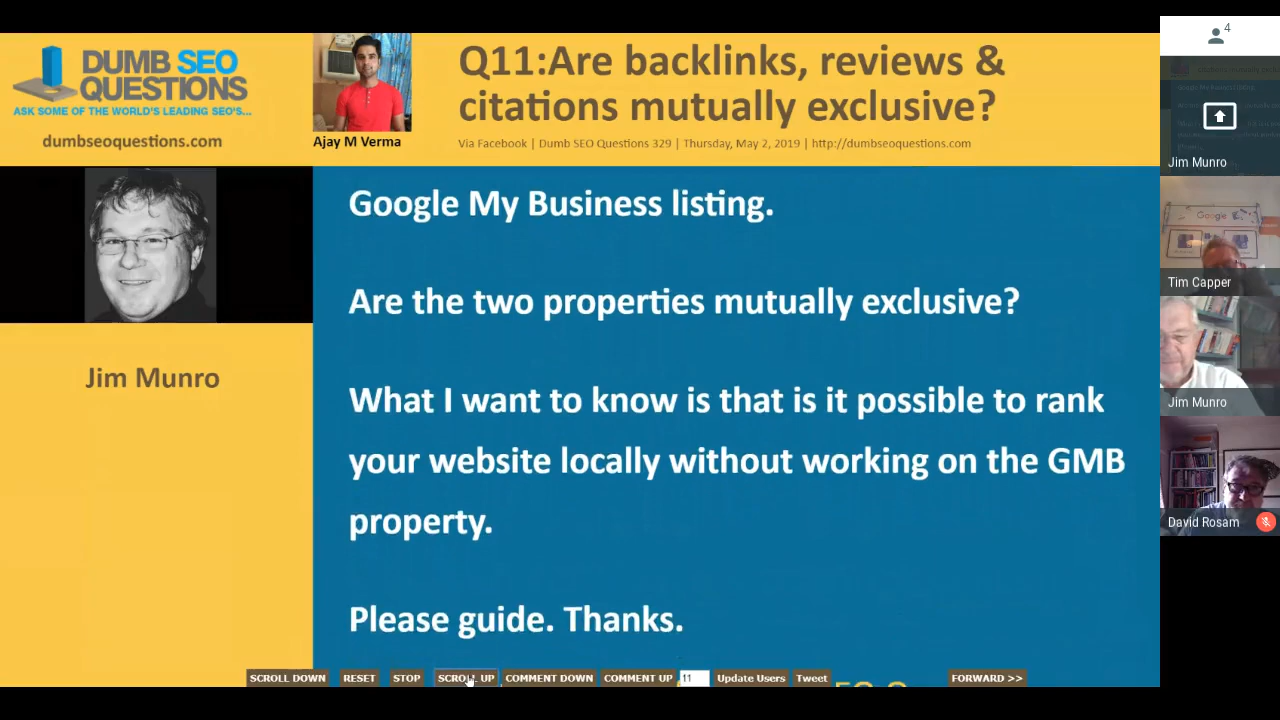 DUMB SEO
QUESTIONS
ASK SOME OF THE WORLD'S LEADING SEO'S...
dumbseoquestions.com
Ajay M Verma
Q11:Are backlinks, reviews &
citations mutually exclusive?
Via Facebook | Dumb SEO Questions 329 | Thursday, May 2, 2019 | http://dumbseoquestions.com
Jim Munro
Google My Business listing.
Are the two properties mutually exclusive?
What I want to know is that is it possible to rank
your website locally without working on the GMB
property.
Please guide. Thanks.
SCROLL DOWN RESET STOP SCROLL UP COMMENT DOWN COMMENT UP 11 Update Users Tweet FORWARD >>
4
Jim Munro
Google
Tim Capper
Jim Munro
David Rosam